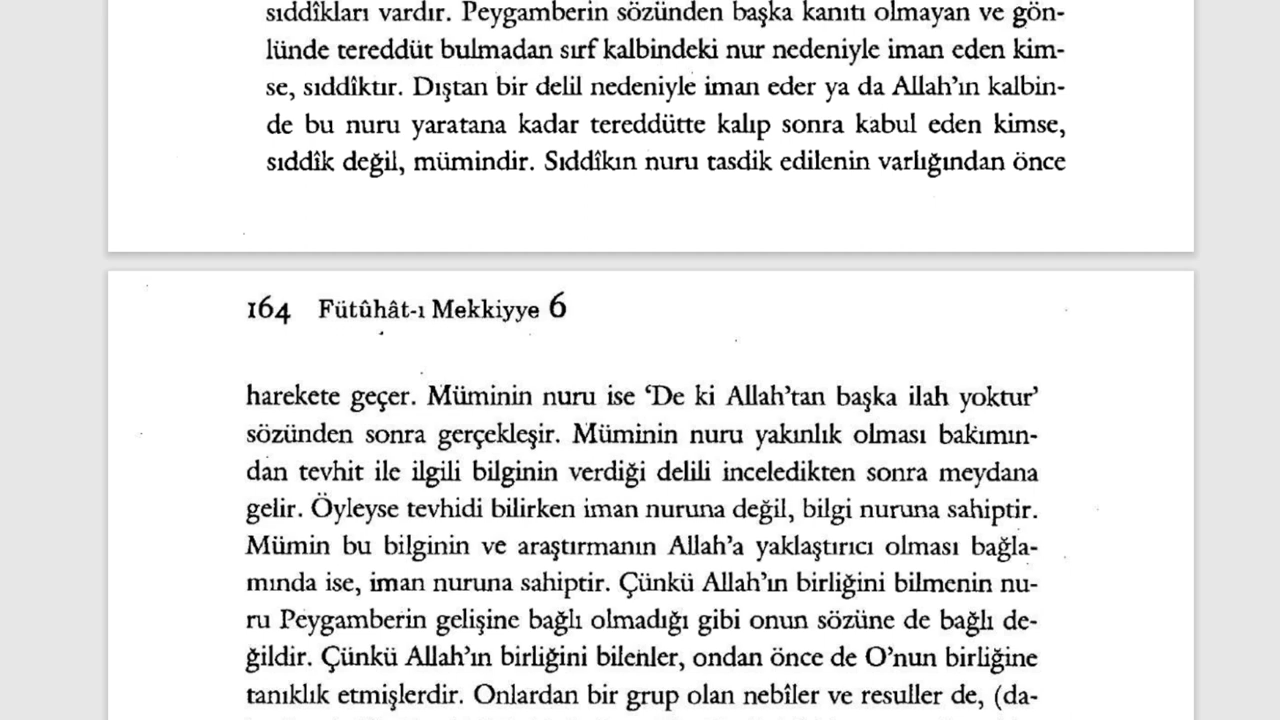 sıddîkları vardır. Peygamberin sözünden başka kanıtı olmayan ve gön-
lünde tereddüt bulmadan sırf kalbindeki nur nedeniyle iman eden kim-
se, sıddîktır. Dıştan bir delil nedeniyle iman eder ya da Allah’ın kalbin-
de bu nuru yaratana kadar tereddütte kalıp sonra kabul eden kimse,
sıddîk değil, mümindir. Sıddîkın nuru tasdik edilenin varlığından önce
164 Fütûhât-ı Mekkiyye 6
harekete geçer. Müminin nuru ise ‘De ki Allah’tan başka ilah yoktur’
sözünden sonra gerçekleşir. Müminin nuru yakınlık olması bakımın-
dan tevhit ile ilgili bilginin verdiği delili inceledikten sonra meydana
gelir. Öyleyse tevhidi bilirken iman nuruna değil, bilgi nuruna sahiptir.
Mümin bu bilginin ve araştırmanın Allah’a yaklaştırıcı olması bağla-
mında ise, iman nuruna sahiptir. Çünkü Allah’ın birliğini bilmenin nu-
ru Peygamberin gelişine bağlı olmadığı gibi onun sözüne de bağlı de-
ğildir. Çünkü Allah’ın birliğini bilenler, ondan önce de O’nun birliğine
tanıklık etmişlerdir. Onlardan bir grup olan nebîler ve resuller de, (da-